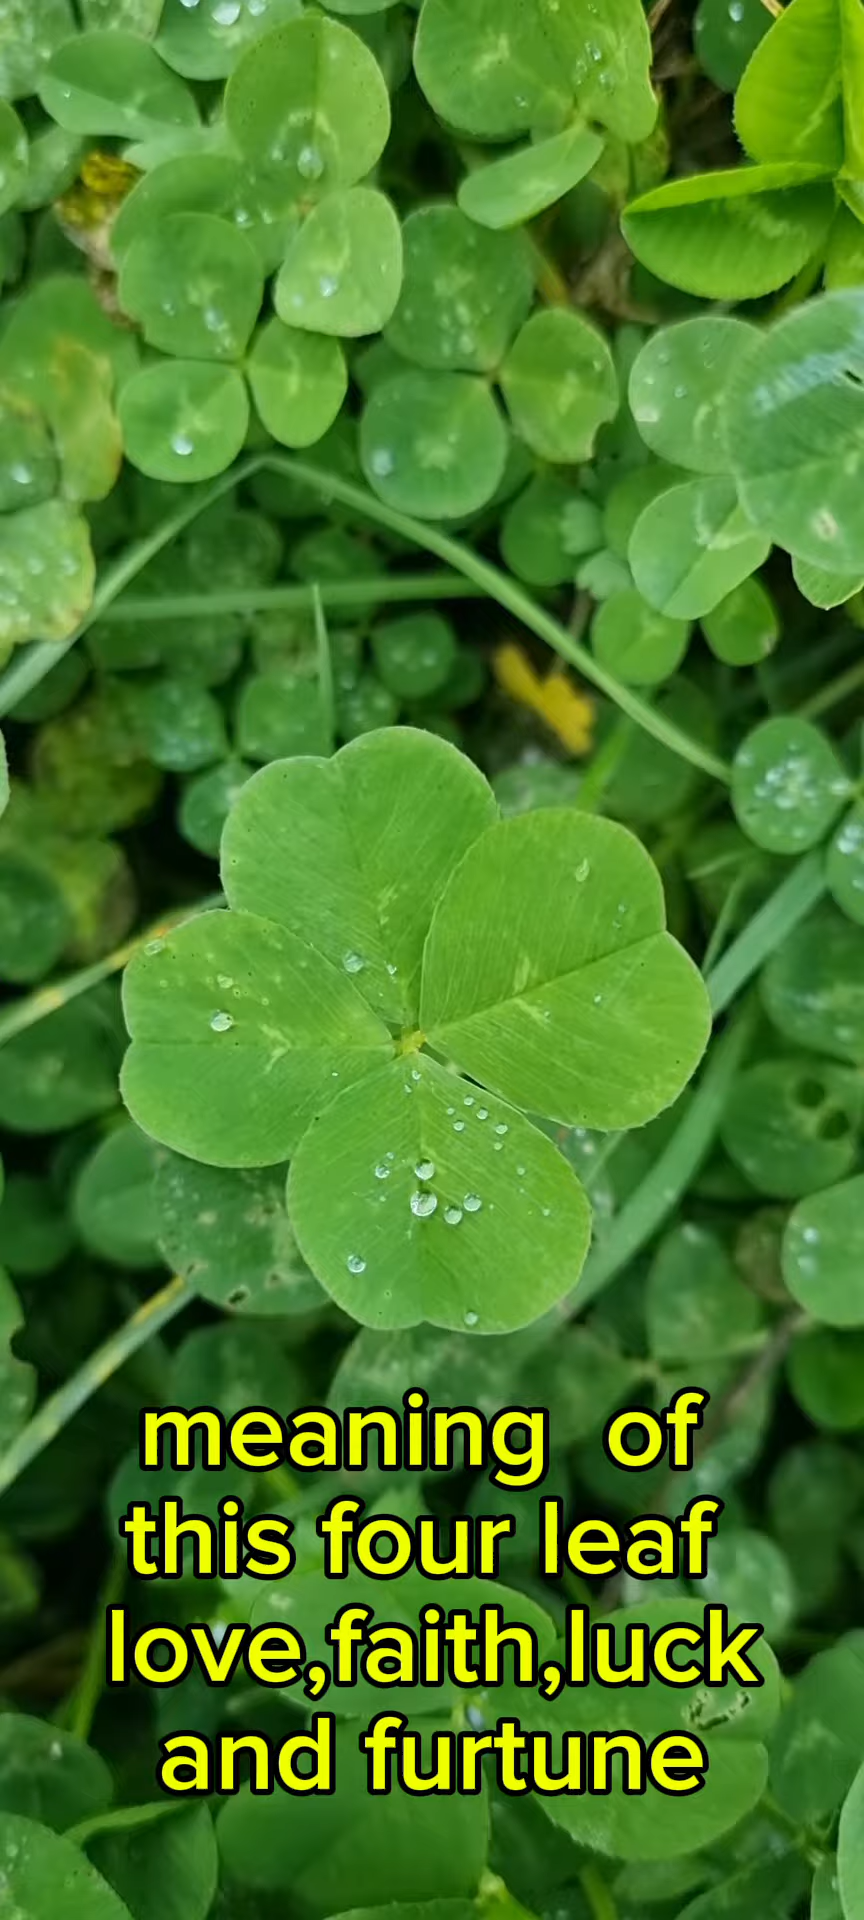 meaning of
this four leaf
love,faith,luck
and furtune